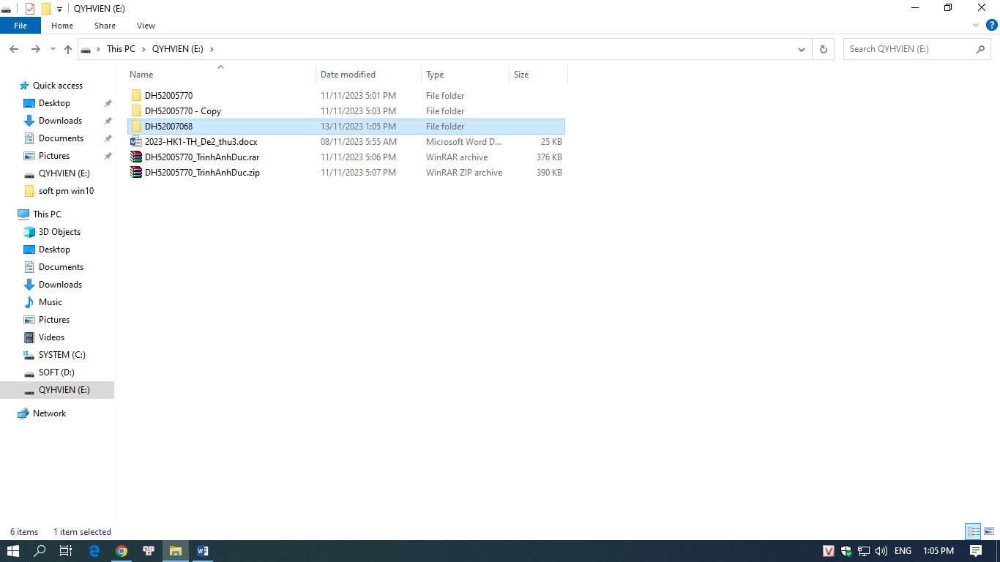 QYHVIEN (E:)
File Home Share View
This PC QYHVIEN (E:) Search QYHVIEN (E:)
Name Date modified Type Size
DH52005770 11/11/2023 5:01 PM File folder
DH52005770 - Copy 11/11/2023 5:03 PM File folder
DH52007068 13/11/2023 1:05 PM File folder
2023-HK1-TH_De2_thu3.docx 08/11/2023 5:55 AM Microsoft Word D... 25 KB
DH52005770_TrinhAnhDuc.rar 11/11/2023 5:06 PM WinRAR archive 376 KB
DH52005770_TrinhAnhDuc.zip 11/11/2023 5:07 PM WinRAR ZIP archive 390 KB
Quick access
Desktop
Downloads
Documents
Pictures
QYHVIEN (E:)
soft pm win10
This PC
3D Objects
Desktop
Documents
Downloads
Music
Pictures
Videos
SYSTEM (C:)
SOFT (D:)
QYHVIEN (E:)
Network
6 items 1 item selected
ENG 1:05 PM